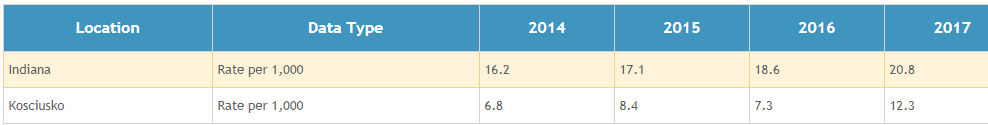 Location Data Type 2014 2015 2016 2017
Indiana Rate per 1,000 16.2 17.1 18.6 20.8
Kosciusko Rate per 1,000 6.8 8.4 7.3 12.3